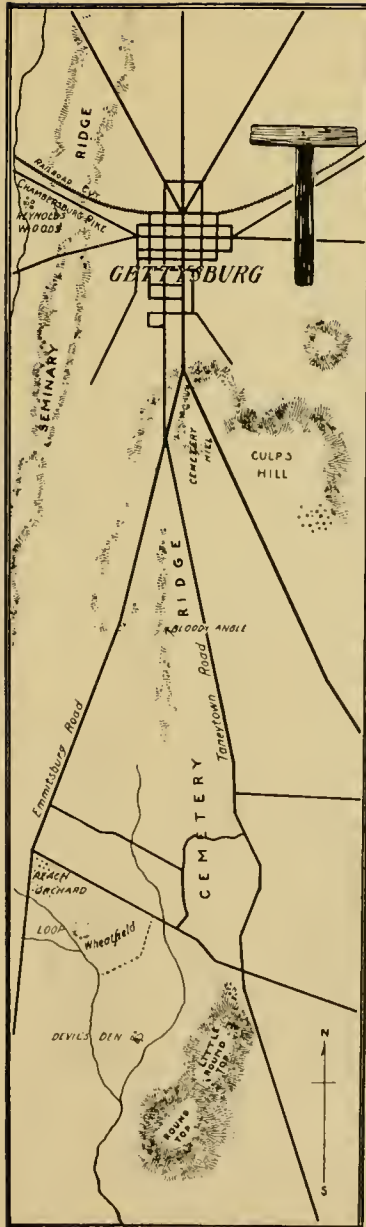 RIDGE
RAILROAD CUT
CHAMBERSBURG PIKE
REYNOLDS
WOODS
GETTYSBURG
SEMINARY
CEMETERY
HILL
CULPS
HILL
RIDGE
BLOODY ANGLE
Emmitsburg Road
Taneytown Road
CEMETERY
PEACH
ORCHARD
LOOP
Wheatfield
DEVIL'S DEN
LITTLE
ROUND
TOP
ROUND
TOP
N
S